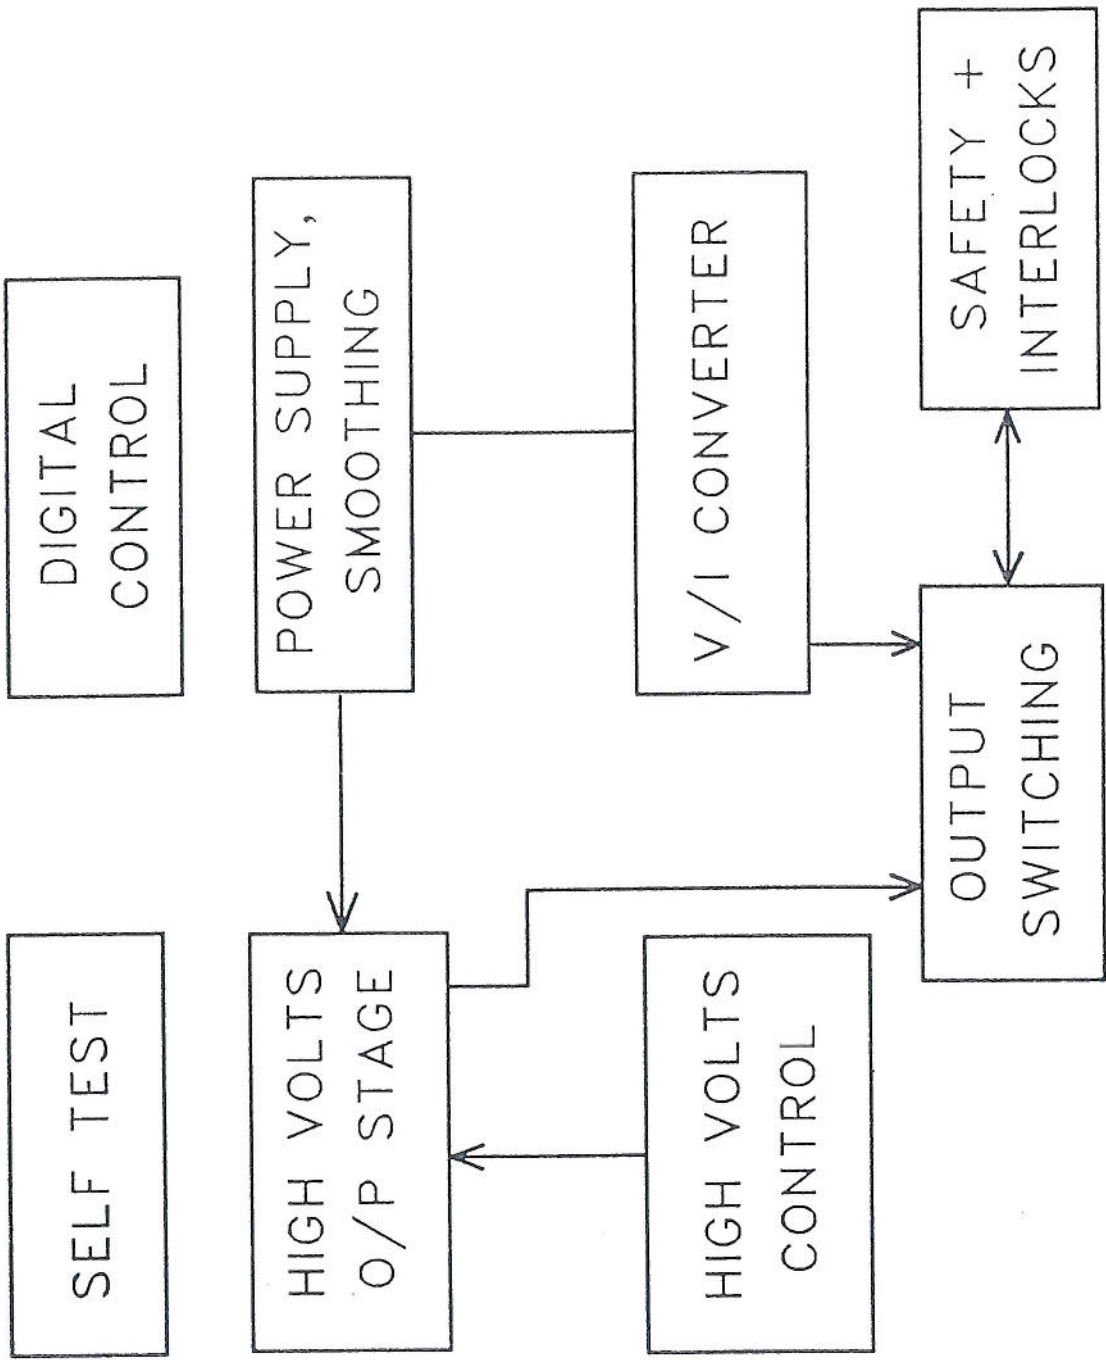 SELF TEST
DIGITAL
CONTROL
HIGH VOLTS
O/P STAGE
POWER SUPPLY,
SMOOTHING
HIGH VOLTS
CONTROL
V/I CONVERTER
OUTPUT
SWITCHING
SAFETY +
INTERLOCKS